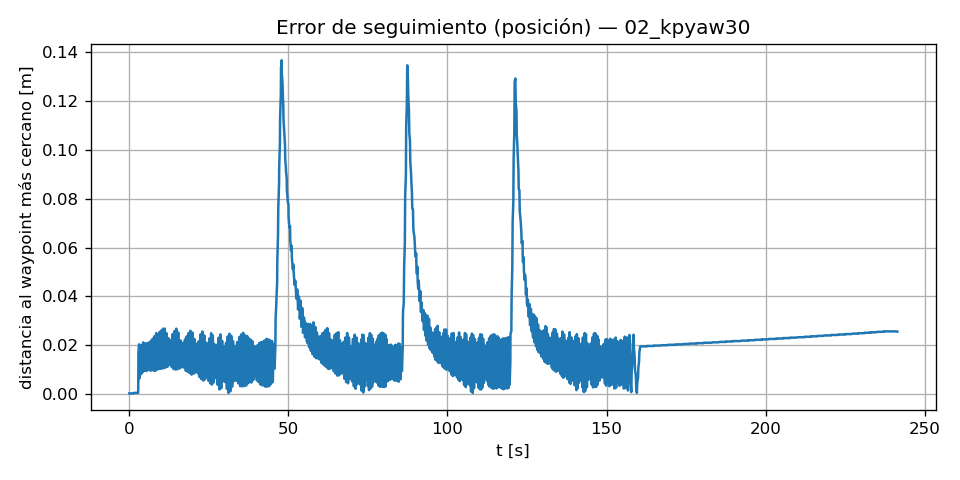 Error de seguimiento (posición) — 02_kpyaw30
distancia al waypoint más cercano [m]
0.14
0.12
0.10
0.08
0.06
0.04
0.02
0.00
0 50 100 150 200 250
t [s]